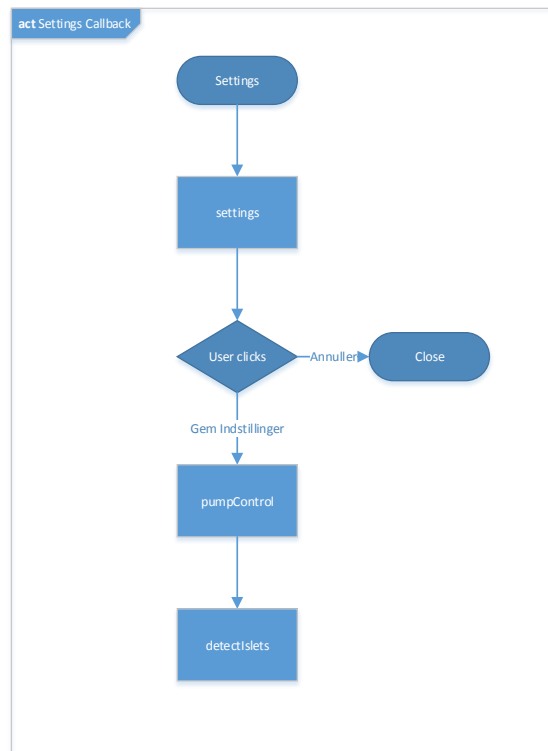 act Settings Callback
Settings
settings
User clicks
Annuller
Close
Gem Indstillinger
pumpControl
detectIslets